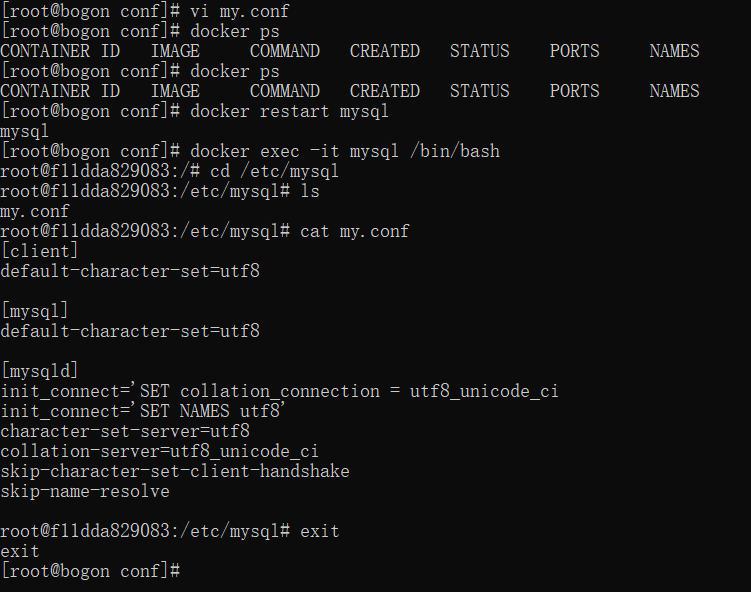 [root@bogon conf]# vi my.conf
[root@bogon conf]# docker ps
CONTAINER ID   IMAGE     COMMAND   CREATED   STATUS    PORTS     NAMES
[root@bogon conf]# docker ps
CONTAINER ID   IMAGE     COMMAND   CREATED   STATUS    PORTS     NAMES
[root@bogon conf]# docker restart mysql
mysql
[root@bogon conf]# docker exec -it mysql /bin/bash
root@f11dda829083:/# cd /etc/mysql
root@f11dda829083:/etc/mysql# ls
my.conf
root@f11dda829083:/etc/mysql# cat my.conf
[client]
default-character-set=utf8
[mysql]
default-character-set=utf8
[mysqld]
init_connect='SET collation_connection = utf8_unicode_ci
init_connect='SET NAMES utf8'
character-set-server=utf8
collation-server=utf8_unicode_ci
skip-character-set-client-handshake
skip-name-resolve
root@f11dda829083:/etc/mysql# exit
exit
[root@bogon conf]#